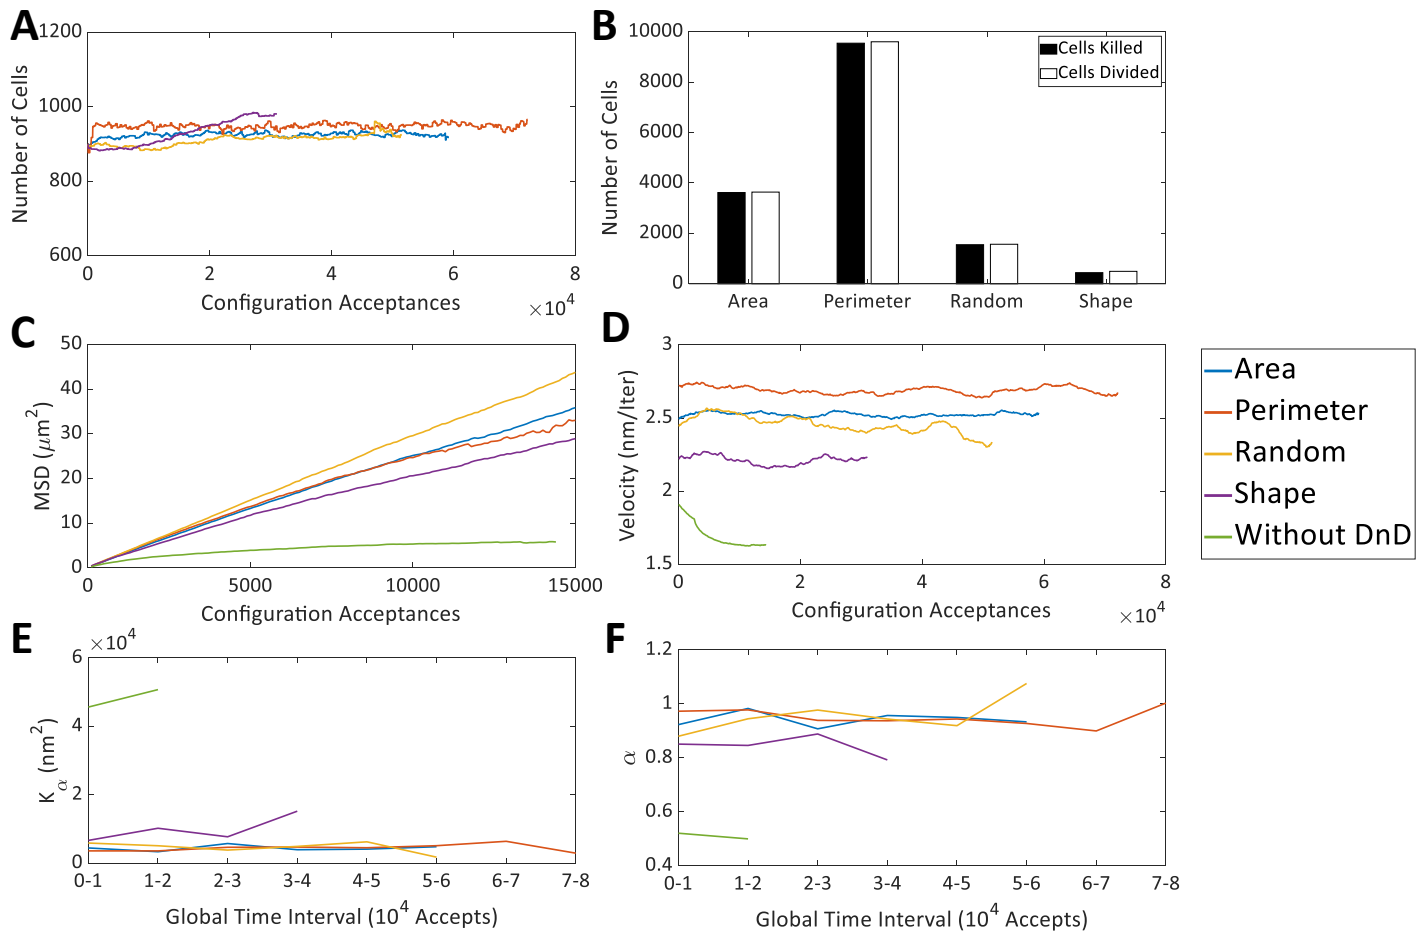 A
1200
1000
800
600
Number of Cells
0 2 4 6 8
Configuration Acceptances
×10^4
B
10000
8000
6000
4000
2000
0
Number of Cells
Cells Killed
Cells Divided
Area Perimeter Random Shape
C
50
40
30
20
10
0
MSD (μm^2)
0 5000 10000 15000
Configuration Acceptances
D
3
2.5
2
1.5
Velocity (nm/Iter)
0 2 4 6 8
Configuration Acceptances
×10^4
Area
Perimeter
Random
Shape
Without DnD
E
×10^4
6
4
2
0
K_α (nm^2)
0-1 1-2 2-3 3-4 4-5 5-6 6-7 7-8
Global Time Interval (10^4 Accepts)
F
1.2
1
0.8
0.6
0.4
α
0-1 1-2 2-3 3-4 4-5 5-6 6-7 7-8
Global Time Interval (10^4 Accepts)